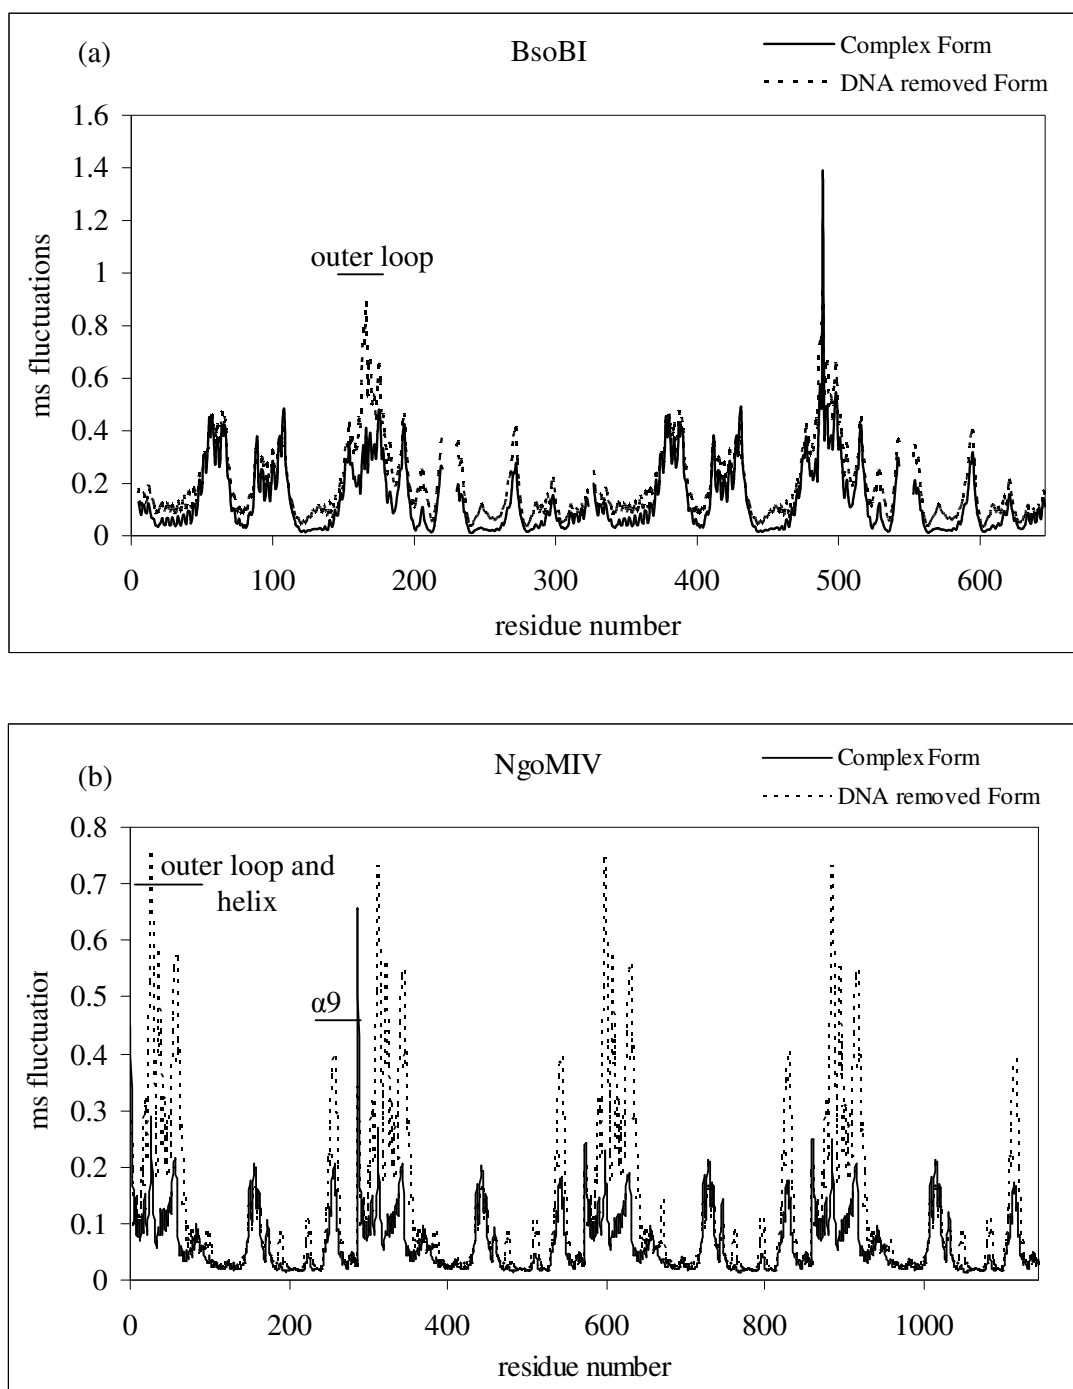 (a)
BsoBI
Complex Form
DNA removed Form
1.6
1.4
1.2
1
0.8
0.6
0.4
0.2
0
ms fluctuations
outer loop
0 100 200 300 400 500 600
residue number
(b)
NgoMIV
Complex Form
DNA removed Form
0.8
0.7
0.6
0.5
0.4
0.3
0.2
0.1
0
ms fluctuation
outer loop and
helix
α9
0 200 400 600 800 1000
residue number